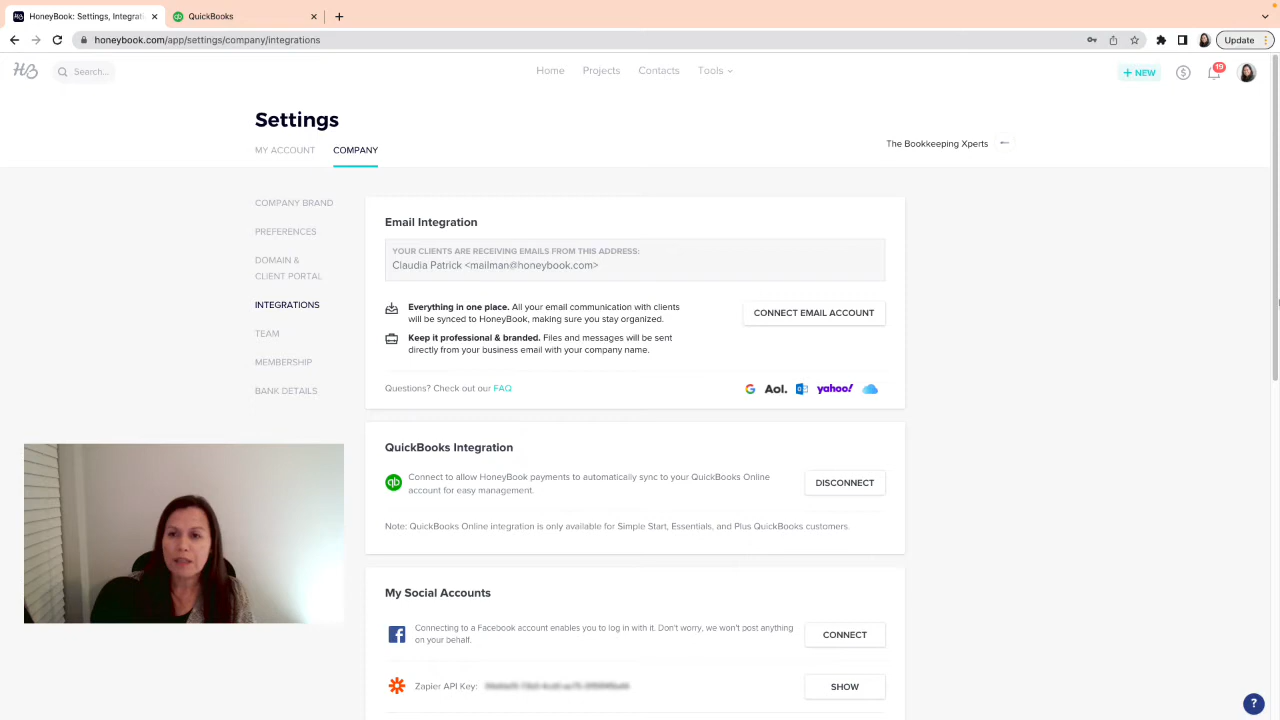 HoneyBook: Settings, Integrati
QuickBooks
honeybook.com/app/settings/company/integrations
Update
HB
Search...
Home
Projects
Contacts
Tools
+ NEW
19
Settings
MY ACCOUNT
COMPANY
The Bookkeeping Xperts
COMPANY BRAND
PREFERENCES
DOMAIN &
CLIENT PORTAL
INTEGRATIONS
TEAM
MEMBERSHIP
BANK DETAILS
Email Integration
YOUR CLIENTS ARE RECEIVING EMAILS FROM THIS ADDRESS:
Claudia Patrick <mailman@honeybook.com>
Everything in one place. All your email communication with clients
will be synced to HoneyBook, making sure you stay organized.
CONNECT EMAIL ACCOUNT
Keep it professional & branded. Files and messages will be sent
directly from your business email with your company name.
Questions? Check out our FAQ
G
Aol.
yahoo!
QuickBooks Integration
qb
Connect to allow HoneyBook payments to automatically sync to your QuickBooks Online
account for easy management.
DISCONNECT
Note: QuickBooks Online integration is only available for Simple Start, Essentials, and Plus QuickBooks customers.
My Social Accounts
Connecting to a Facebook account enables you to log in with it. Don't worry, we won't post anything
on your behalf.
CONNECT
Zapier API Key:
SHOW
?